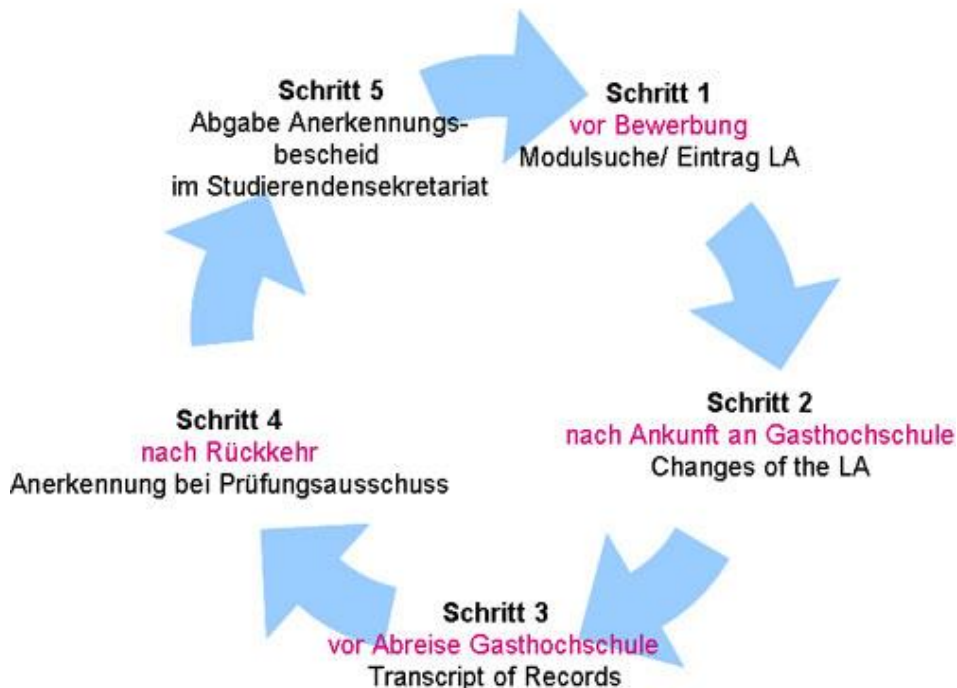 Schritt 1
vor Bewerbung
Modulsuche/ Eintrag LA
Schritt 2
nach Ankunft an Gasthochschule
Changes of the LA
Schritt 3
vor Abreise Gasthochschule
Transcript of Records
Schritt 4
nach Rückkehr
Anerkennung bei Prüfungsausschuss
Schritt 5
Abgabe Anerkennungs-
bescheid
im Studierendensekretariat